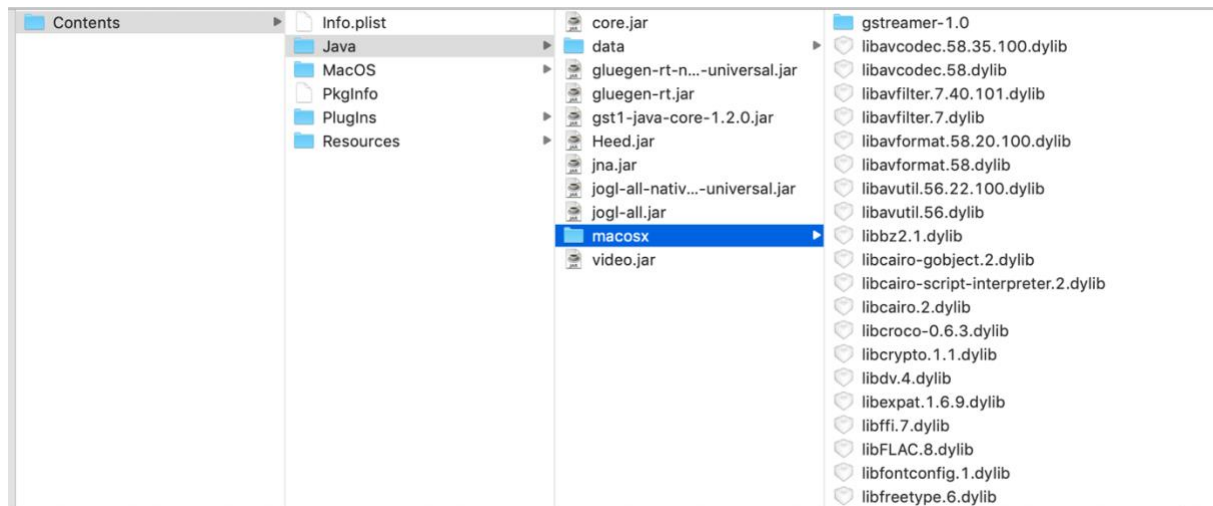 Contents
Info.plist
Java
MacOS
PkgInfo
PlugIns
Resources
core.jar
data
gluegen-rt-n...-universal.jar
gluegen-rt.jar
gst1-java-core-1.2.0.jar
Heed.jar
jna.jar
jogl-all-nativ...-universal.jar
jogl-all.jar
macosx
video.jar
gstreamer-1.0
libavcodec.58.35.100.dylib
libavcodec.58.dylib
libavfilter.7.40.101.dylib
libavfilter.7.dylib
libavformat.58.20.100.dylib
libavformat.58.dylib
libavutil.56.22.100.dylib
libavutil.56.dylib
libbz2.1.dylib
libcairo-gobject.2.dylib
libcairo-script-interpreter.2.dylib
libcairo.2.dylib
libcroco-0.6.3.dylib
libcrypto.1.1.dylib
libdv.4.dylib
libexpat.1.6.9.dylib
libffi.7.dylib
libFLAC.8.dylib
libfontconfig.1.dylib
libfreetype.6.dylib